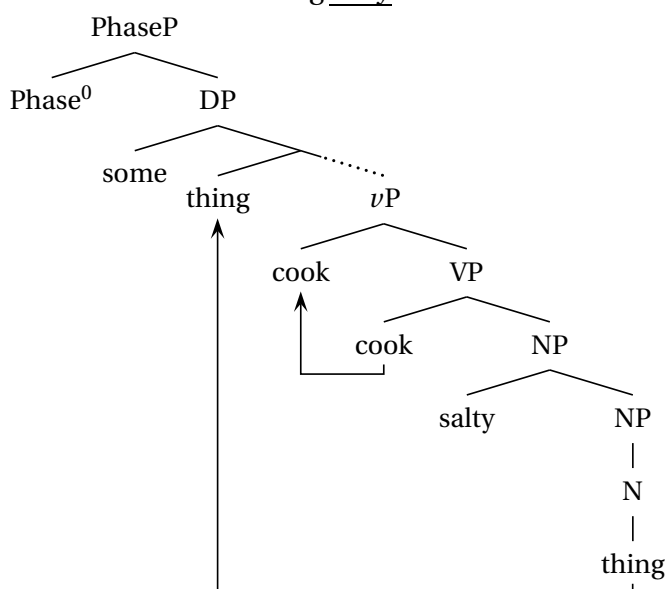 PhaseP
Phase⁰ DP
some
thing vP
cook VP
cook NP
salty NP
N
thing